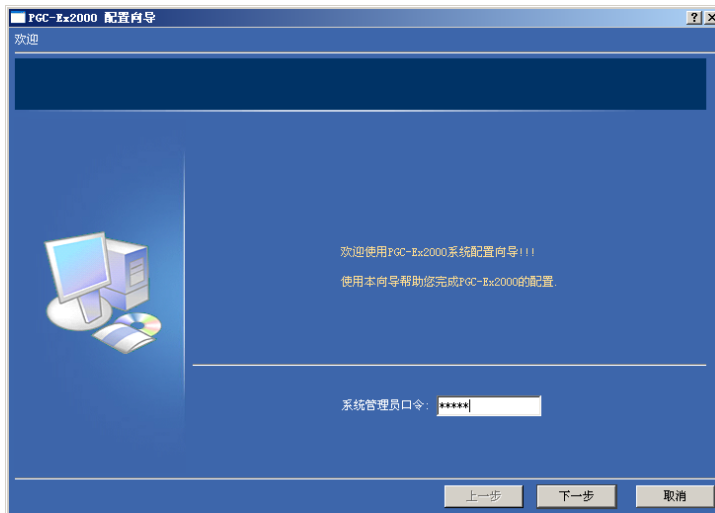 PGC-Ex2000 配置向导
欢迎
欢迎使用PGC-Ex2000系统配置向导!!!
使用本向导帮助您完成PGC-Ex2000的配置.
系统管理员口令: *****
上一步 下一步 取消